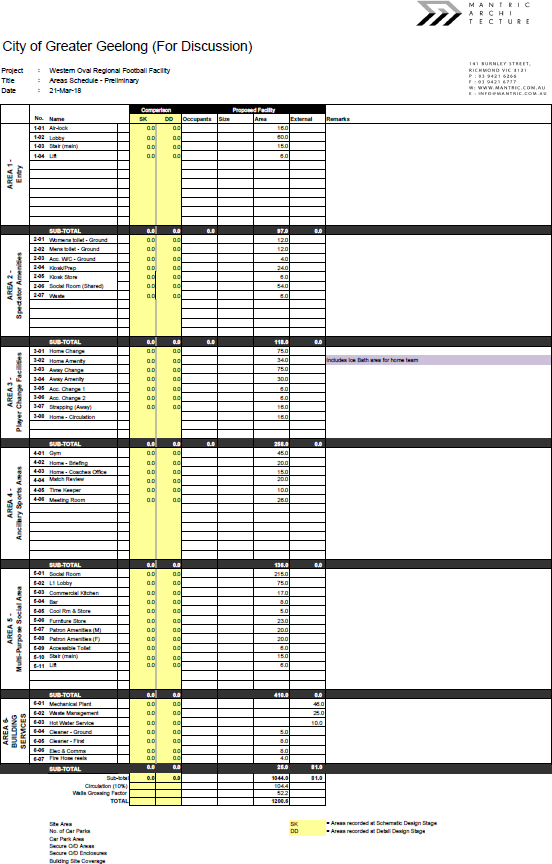 MANTRIC
ARCHI
TECTURE
City of Greater Geelong (For Discussion)
141 BURNLEY STREET,
RICHMOND VIC 3121
P : 03 9421 6266
F : 03 9421 6777
W: WWW.MANTRIC.COM.AU
E : INFO@MANTRIC.COM.AU
Project : Western Oval Regional Football Facility
Title : Areas Schedule - Preliminary
Date : 21-Mar-18
Comparison Proposed Facility
No. Name SK DD Occupants Size Area External Remarks
AREA 1 - Entry
1-01 Air-lock 0.0 0.0 16.0
1-02 Lobby 0.0 0.0 60.0
1-03 Stair (main) 0.0 0.0 15.0
1-04 Lift 0.0 0.0 6.0
SUB-TOTAL 0.0 0.0 0.0 97.0 0.0
AREA 2 - Spectator Amenities
2-01 Womens toilet - Ground 0.0 0.0 12.0
2-02 Mens toilet - Ground 0.0 0.0 12.0
2-03 Acc. W/C - Ground 0.0 0.0 4.0
2-04 Kiosk/Prep 0.0 0.0 24.0
2-05 Kiosk Store 0.0 0.0 6.0
2-06 Social Room (Shared) 0.0 0.0 54.0
2-07 Waste 0.0 0.0 6.0
SUB-TOTAL 0.0 0.0 0.0 118.0 0.0
AREA 3 - Player Change Facilities
3-01 Home Change 0.0 0.0 75.0
3-02 Home Amenity 0.0 0.0 34.0 Includes Ice Bath area for home team
3-03 Away Change 0.0 0.0 75.0
3-04 Away Amenity 0.0 0.0 30.0
3-05 Acc. Change 1 0.0 0.0 6.0
3-06 Acc. Change 2 0.0 0.0 6.0
3-07 Strapping (Away) 0.0 0.0 16.0
3-08 Home - Circulation 16.0
SUB-TOTAL 0.0 0.0 0.0 258.0 0.0
AREA 4 - Ancillary Sports Areas
4-01 Gym 0.0 0.0 45.0
4-02 Home - Briefing 0.0 0.0 20.0
4-03 Home - Coaches Office 0.0 0.0 15.0
4-04 Match Review 0.0 0.0 20.0
4-05 Time Keeper 0.0 0.0 10.0
4-06 Meeting Room 0.0 0.0 26.0
SUB-TOTAL 0.0 0.0 136.0 0.0
AREA 5 - Multi-Purpose Social Area
5-01 Social Room 0.0 0.0 215.0
5-02 L1 Lobby 0.0 0.0 75.0
5-03 Commercial Kitchen 0.0 0.0 17.0
5-04 Bar 0.0 0.0 8.0
5-05 Cool Rm & Store 0.0 0.0 5.0
5-06 Furniture Store 0.0 0.0 23.0
5-07 Patron Amenities (M) 0.0 0.0 20.0
5-08 Patron Amenities (F) 0.0 0.0 20.0
5-09 Accessible Toilet 0.0 0.0 6.0
5-10 Stair (main) 0.0 0.0 15.0
5-11 Lift 0.0 0.0 6.0
SUB-TOTAL 0.0 0.0 410.0 0.0
AREA 6- BUILDING SERVICES
6-01 Mechanical Plant 0.0 0.0 46.0
6-02 Waste Management 0.0 0.0 25.0
6-03 Hot Water Service 0.0 0.0 10.0
6-04 Cleaner - Ground 0.0 0.0 5.0
6-05 Cleaner - First 0.0 0.0 8.0
6-06 Elec & Comms 0.0 0.0 8.0
6-07 Fire Hose reels 0.0 0.0 4.0
SUB-TOTAL 0.0 0.0 25.0 81.0
Sub-total 0.0 0.0 1044.0 81.0
Circulation (10%) 104.4
Walls Grossing Factor 52.2
TOTAL 1200.6
Site Area SK = Areas recorded at Schematic Design Stage
No. of Car Parks DD = Areas recorded at Detail Design Stage
Car Park Area
Secure O/D Areas
Secure O/D Enclosures
Building Site Coverage